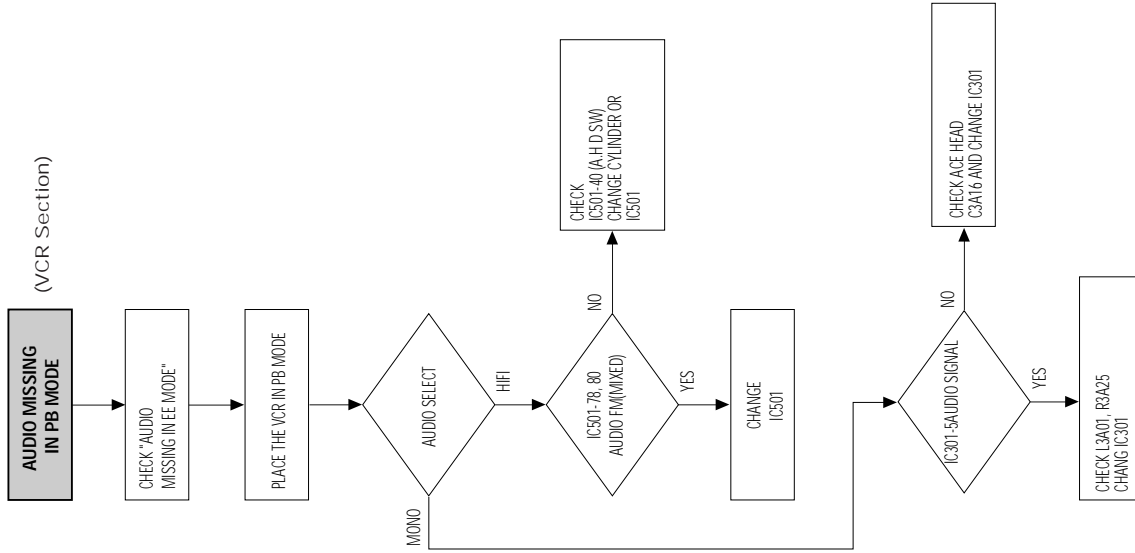 AUDIO MISSING
IN PB MODE
(VCR Section)
CHECK "AUDIO
MISSING IN EE MODE"
PLACE THE VCR IN PB MODE
AUDIO SELECT
MONO
HIFI
IC501-78, 80
AUDIO FM(MIXED)
NO
CHECK
IC501-40 (A.H D SW)
CHANGE CYLINDER OR
IC501
YES
CHANGE
IC501
IC301-5AUDIO SIGNAL
NO
CHECK ACE HEAD
C3A16 AND CHANGE IC301
YES
CHECK L3A01, R3A25
CHANG IC301